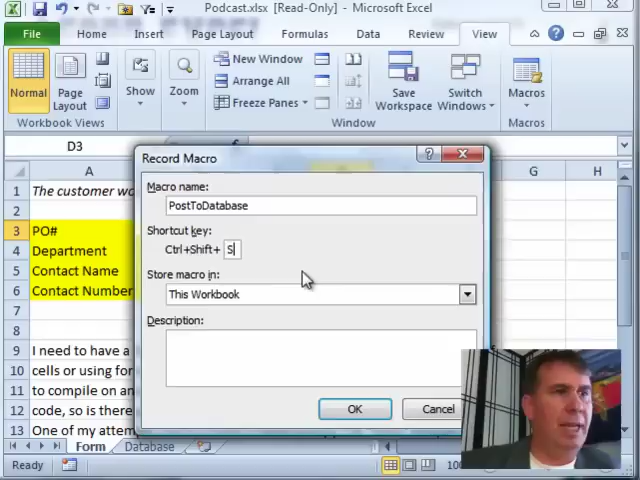 Podcast.xlsx [Read-Only] - Microsoft Excel
File Home Insert Page Layout Formulas Data Review View
Normal Page Layout Show Zoom New Window Arrange All Freeze Panes Save Workspace Switch Windows Macros
Workbook Views Window Macros
D3
A G H
1 The customer wo
2
3 PO#
4 Department
5 Contact Name
6 Contact Number
7
8
9 I need to have a
10 cells or using for
11 to compile on an
12 code, so is there
13 One of my attem
Record Macro
Macro name:
PostToDatabase
Shortcut key:
Ctrl+Shift+ S
Store macro in:
This Workbook
Description:
OK Cancel
Form Database
Ready 100